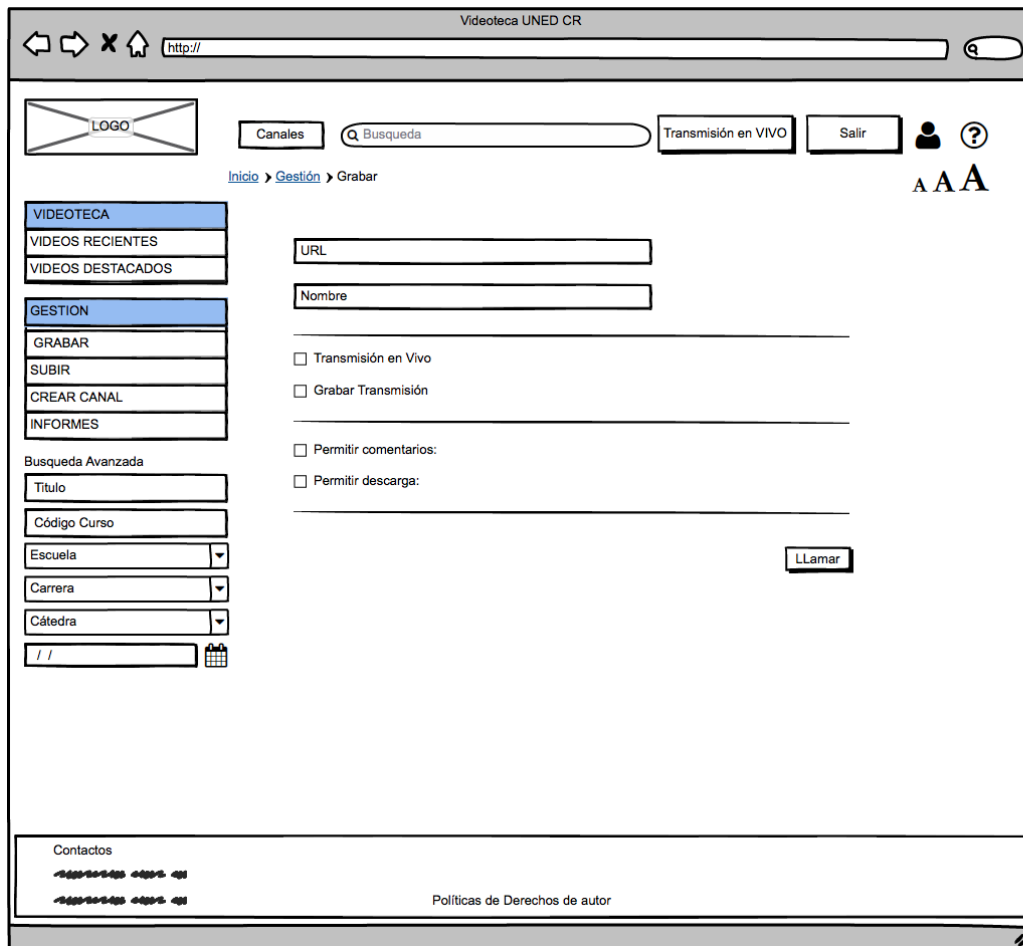 Videoteca UNED CR
http://
LOGO
Canales
Busqueda
Transmisión en VIVO
Salir
?
Inicio > Gestión > Grabar
A A A
VIDEOTECA
VIDEOS RECIENTES
VIDEOS DESTACADOS
GESTION
GRABAR
SUBIR
CREAR CANAL
INFORMES
Busqueda Avanzada
Titulo
Código Curso
Escuela
Carrera
Cátedra
/ /
URL
Nombre
Transmisión en Vivo
Grabar Transmisión
Permitir comentarios:
Permitir descarga:
LLamar
Contactos
Políticas de Derechos de autor